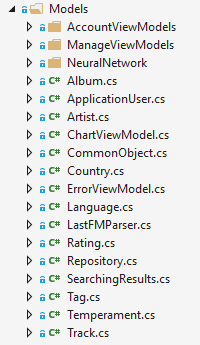 Models
AccountViewModels
ManageViewModels
NeuralNetwork
C# Album.cs
C# ApplicationUser.cs
C# Artist.cs
C# ChartViewModel.cs
C# CommonObject.cs
C# Country.cs
C# ErrorViewModel.cs
C# Language.cs
C# LastFMParser.cs
C# Rating.cs
C# Repository.cs
C# SearchingResults.cs
C# Tag.cs
C# Temperament.cs
C# Track.cs